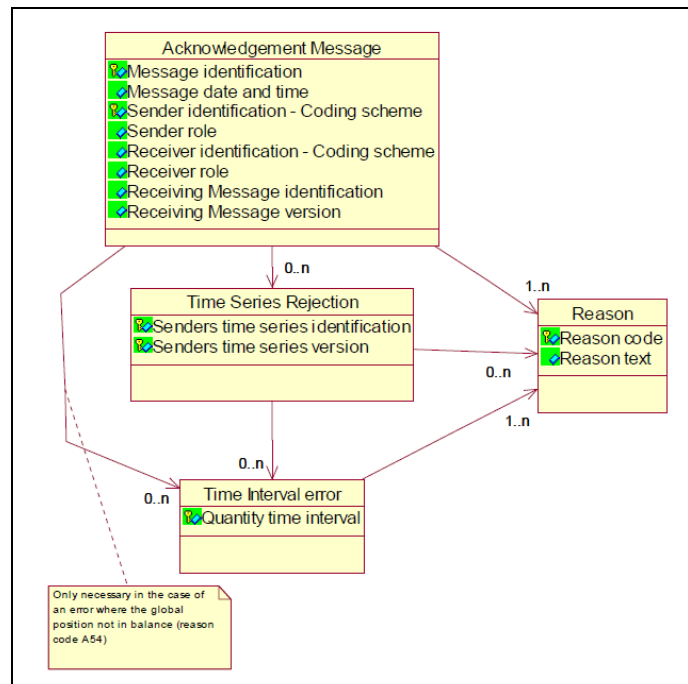 Acknowledgement Message
Message identification
Message date and time
Sender identification - Coding scheme
Sender role
Receiver identification - Coding scheme
Receiver role
Receiving Message identification
Receiving Message version
0..n
1..n
Time Series Rejection
Senders time series identification
Senders time series version
Reason
Reason code
Reason text
0..n
1..n
0..n
0..n
Time Interval error
Quantity time interval
Only necessary in the case of
an error where the global
position not in balance (reason
code A54)